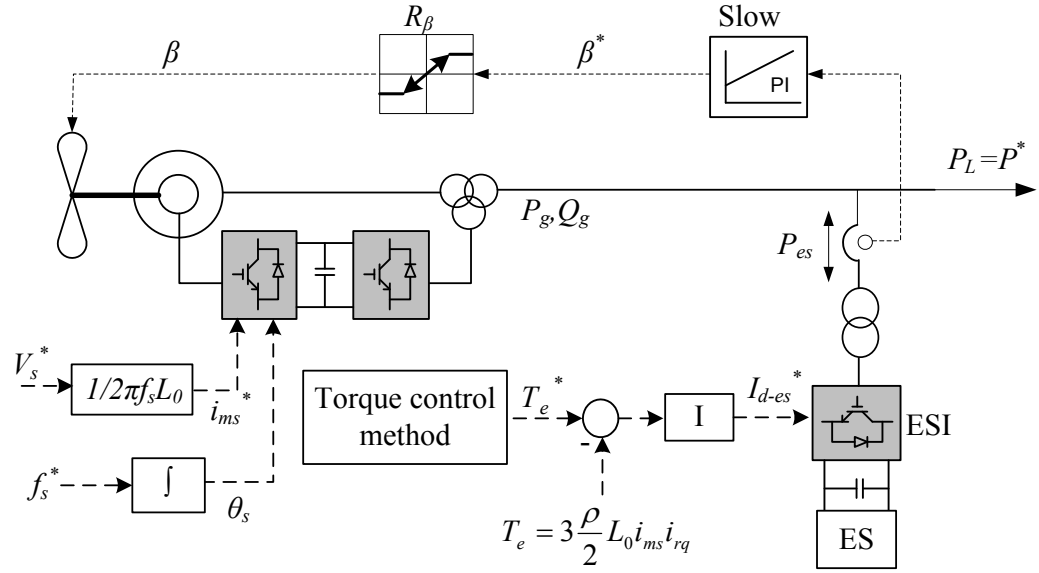 R_β
Slow
β
β^*
PI
P_L=P^*
P_g,Q_g
P_es
V_s^*
1/2πf_sL_0
i_ms^*
Torque control
method
T_e^*
-
I
I_d-es^*
ESI
f_s^*
∫
θ_s
T_e = 3 ρ/2 L_0 i_ms i_rq
ES